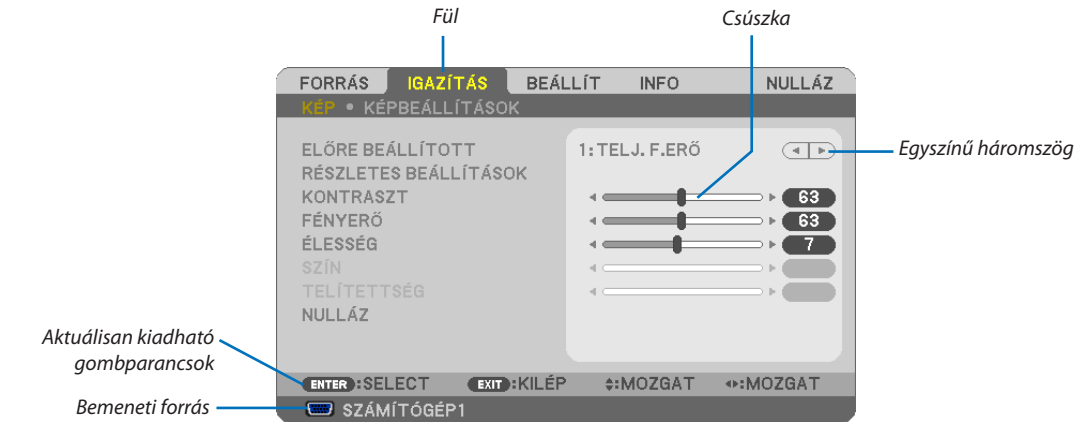 Fül Csúszka
FORRÁS IGAZÍTÁS BEÁLLÍT INFO NULLÁZ
KÉP • KÉPBEÁLLÍTÁSOK
ELŐRE BEÁLLÍTOTT 1:TELJ. F.ERŐ
Egyszínű háromszög
RÉSZLETES BEÁLLÍTÁSOK
KONTRASZT 63
FÉNYERŐ 63
ÉLESSÉG 7
SZÍN
TELÍTETTSÉG
NULLÁZ
Aktuálisan kiadható
gombparancsok
ENTER :SELECT EXIT :KILÉP :MOZGAT :MOZGAT
Bemeneti forrás
SZÁMÍTÓGÉP1